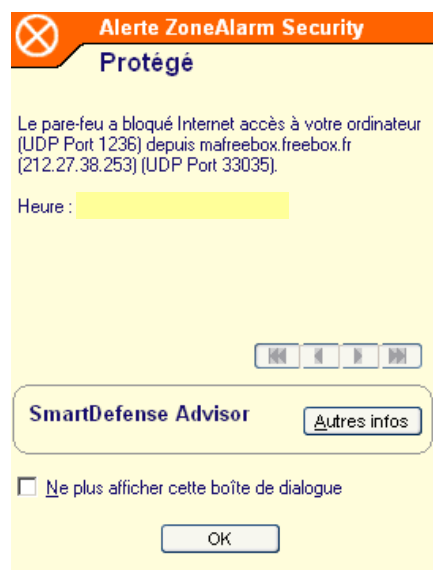 Alerte ZoneAlarm Security
Protégé
Le pare-feu a bloqué Internet accès à votre ordinateur
(UDP Port 1236) depuis mafreebox.freebox.fr
(212.27.38.253) (UDP Port 33035).
Heure :
SmartDefense Advisor
Autres infos
Ne plus afficher cette boîte de dialogue
OK